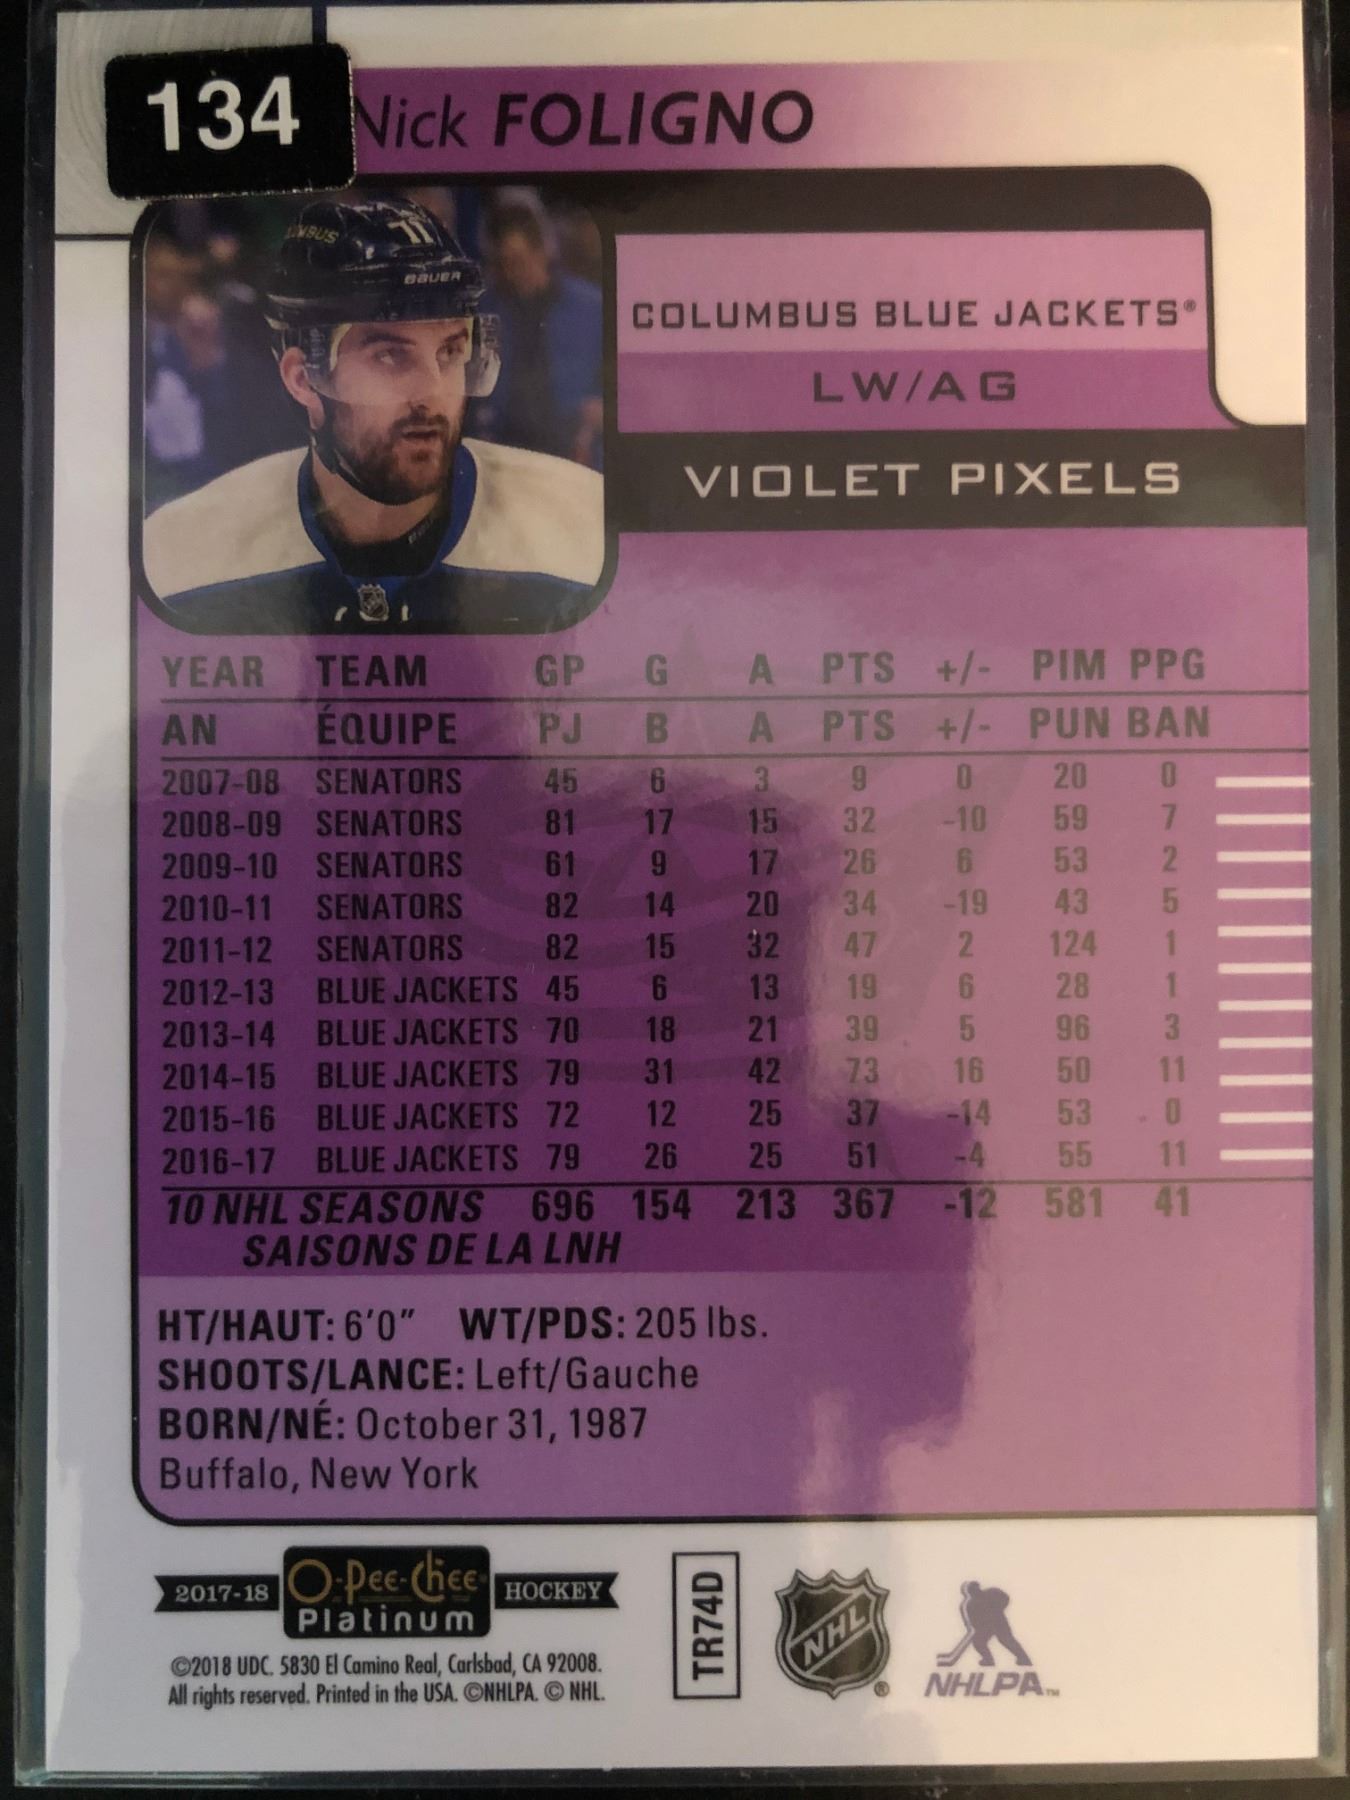 134
Nick FOLIGNO
COLUMBUS
71
BAUER
COLUMBUS BLUE JACKETS®
LW/AG
VIOLET PIXELS
YEAR TEAM GP G A PTS +/- PIM PPG
AN ÉQUIPE PJ B A PTS +/- PUN BAN
2007-08 SENATORS 45 6 3 9 0 20 0
2008-09 SENATORS 81 17 15 32 -10 59 7
2009-10 SENATORS 61 9 17 26 6 53 2
2010-11 SENATORS 82 14 20 34 -19 43 5
2011-12 SENATORS 82 15 32 47 2 124 1
2012-13 BLUE JACKETS 45 6 13 19 6 28 1
2013-14 BLUE JACKETS 70 18 21 39 5 96 3
2014-15 BLUE JACKETS 79 31 42 73 16 50 11
2015-16 BLUE JACKETS 72 12 25 37 -14 53 0
2016-17 BLUE JACKETS 79 26 25 51 -4 55 11
10 NHL SEASONS 696 154 213 367 -12 581 41
SAISONS DE LA LNH
HT/HAUT: 6'0" WT/PDS: 205 lbs.
SHOOTS/LANCE: Left/Gauche
BORN/NÉ: October 31, 1987
Buffalo, New York
2017-18 O-Pee-Chee HOCKEY
Platinum
©2018 UDC. 5830 El Camino Real, Carlsbad, CA 92008.
All rights reserved. Printed in the USA. ©NHLPA. © NHL.
TR74D
NHL®
NHLPA™